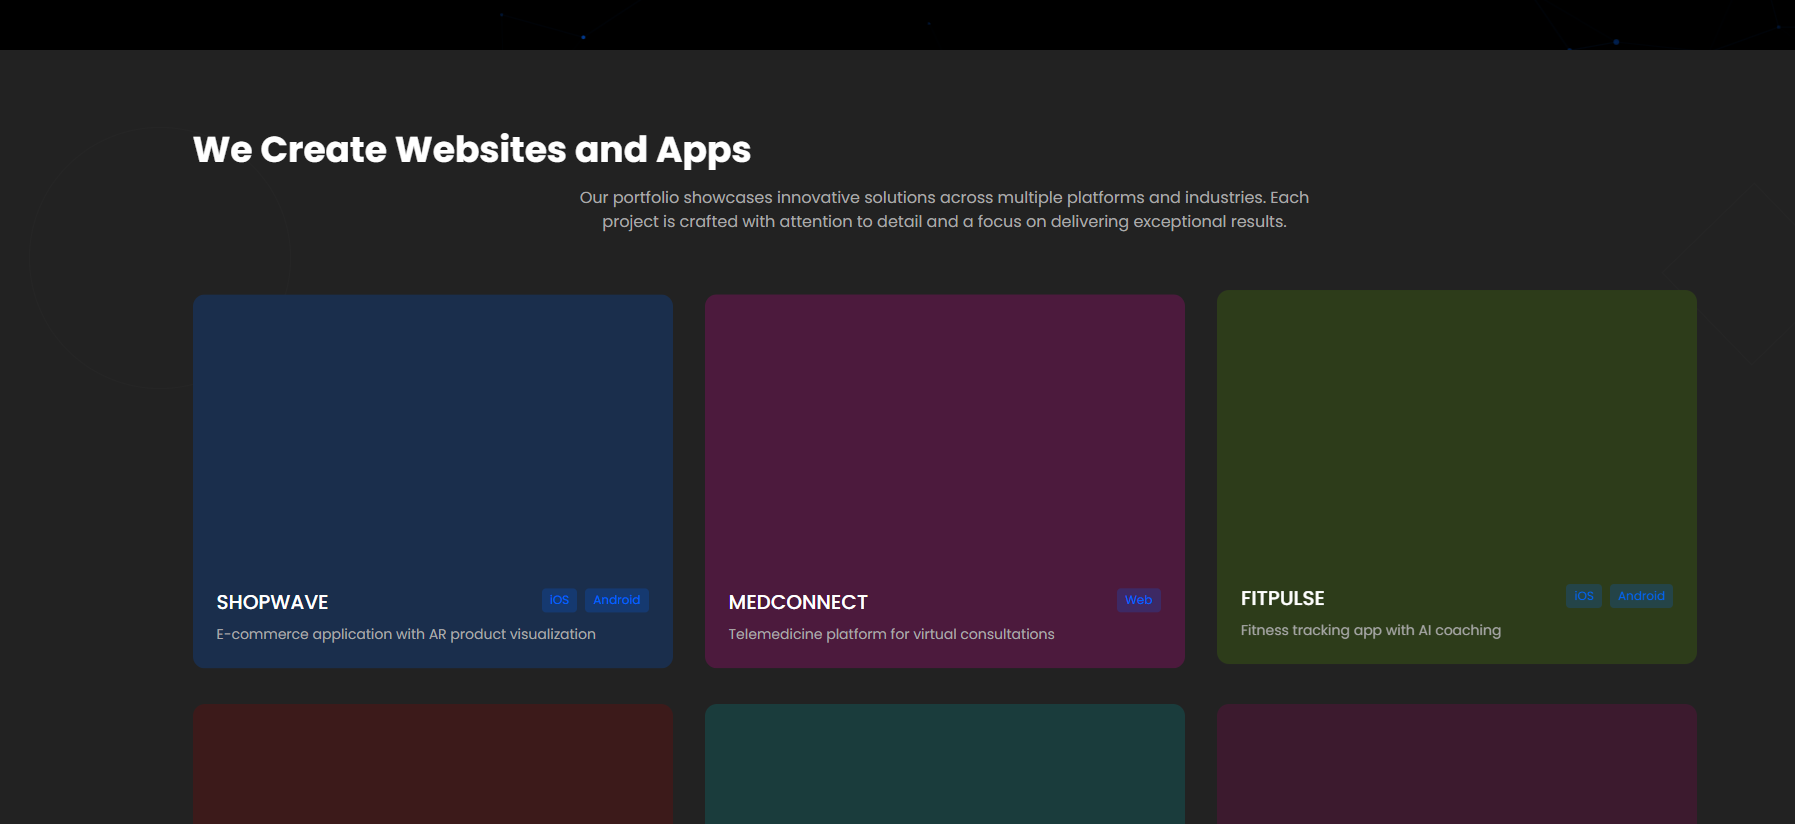 We Create Websites and Apps
Our portfolio showcases innovative solutions across multiple platforms and industries. Each
project is crafted with attention to detail and a focus on delivering exceptional results.
SHOPWAVE
iOS
Android
E-commerce application with AR product visualization
MEDCONNECT
Web
Telemedicine platform for virtual consultations
FITPULSE
iOS
Android
Fitness tracking app with AI coaching